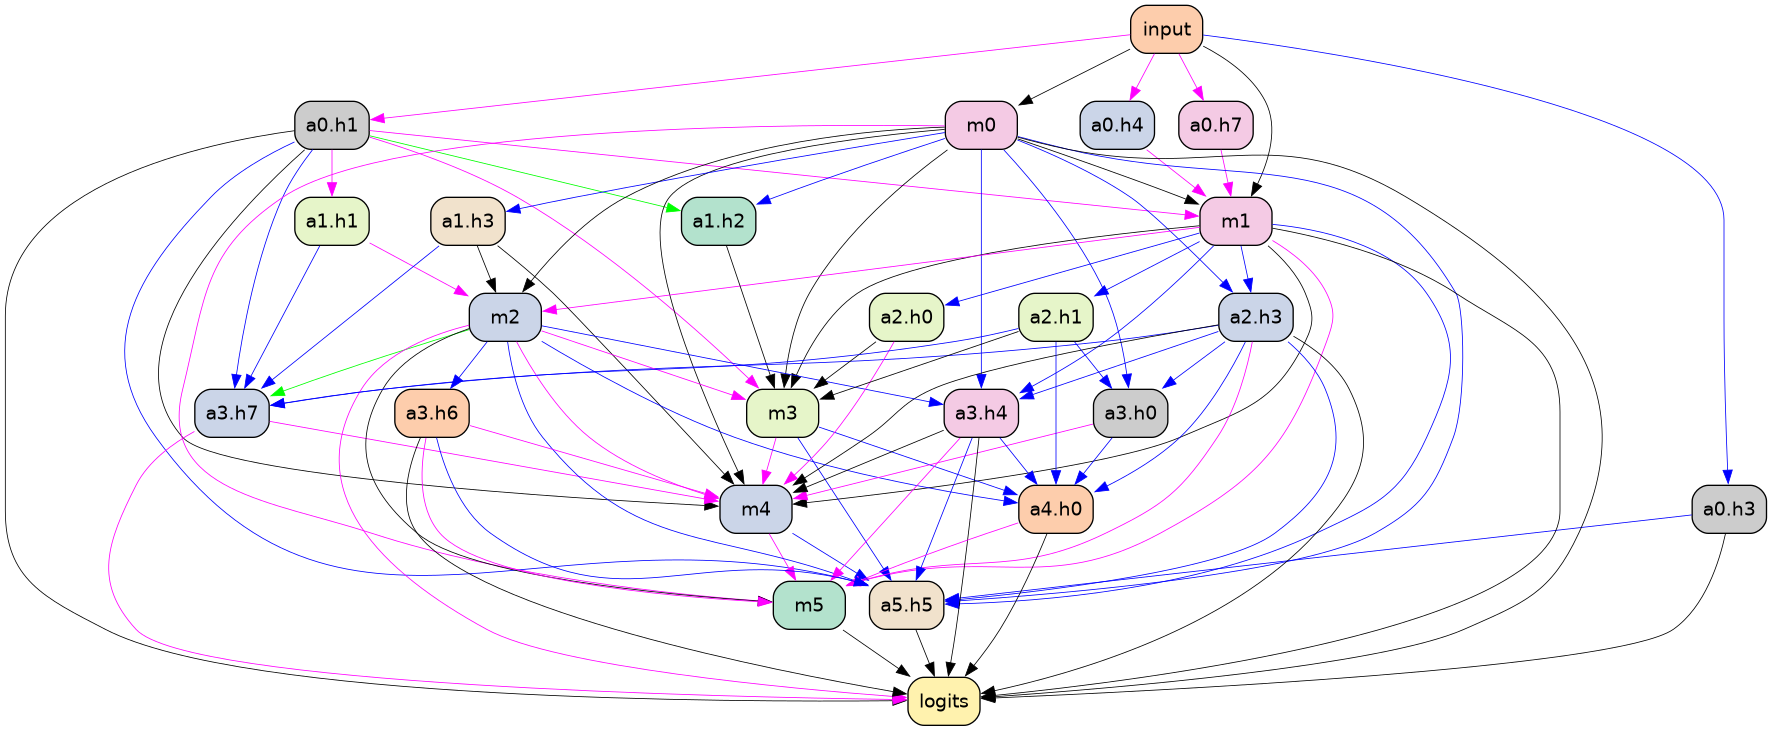 input
a0.h1
m0
a0.h4
a0.h7
a1.h1
a1.h3
a1.h2
m1
m2
a2.h0
a2.h1
a2.h3
a3.h7
a3.h6
m3
a3.h4
a3.h0
m4
a4.h0
a0.h3
m5
a5.h5
logits